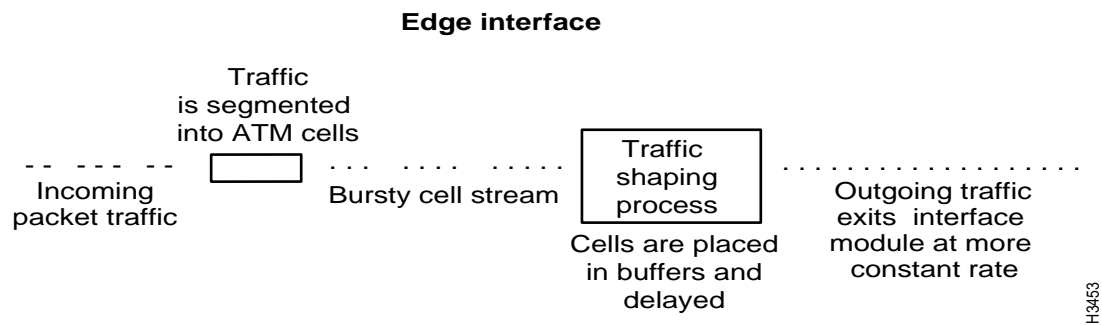 Edge interface
Traffic
is segmented
into ATM cells
Incoming
packet traffic
Bursty cell stream
Traffic
shaping
process
Cells are placed
in buffers and
delayed
Outgoing traffic
exits interface
module at more
constant rate
H3453